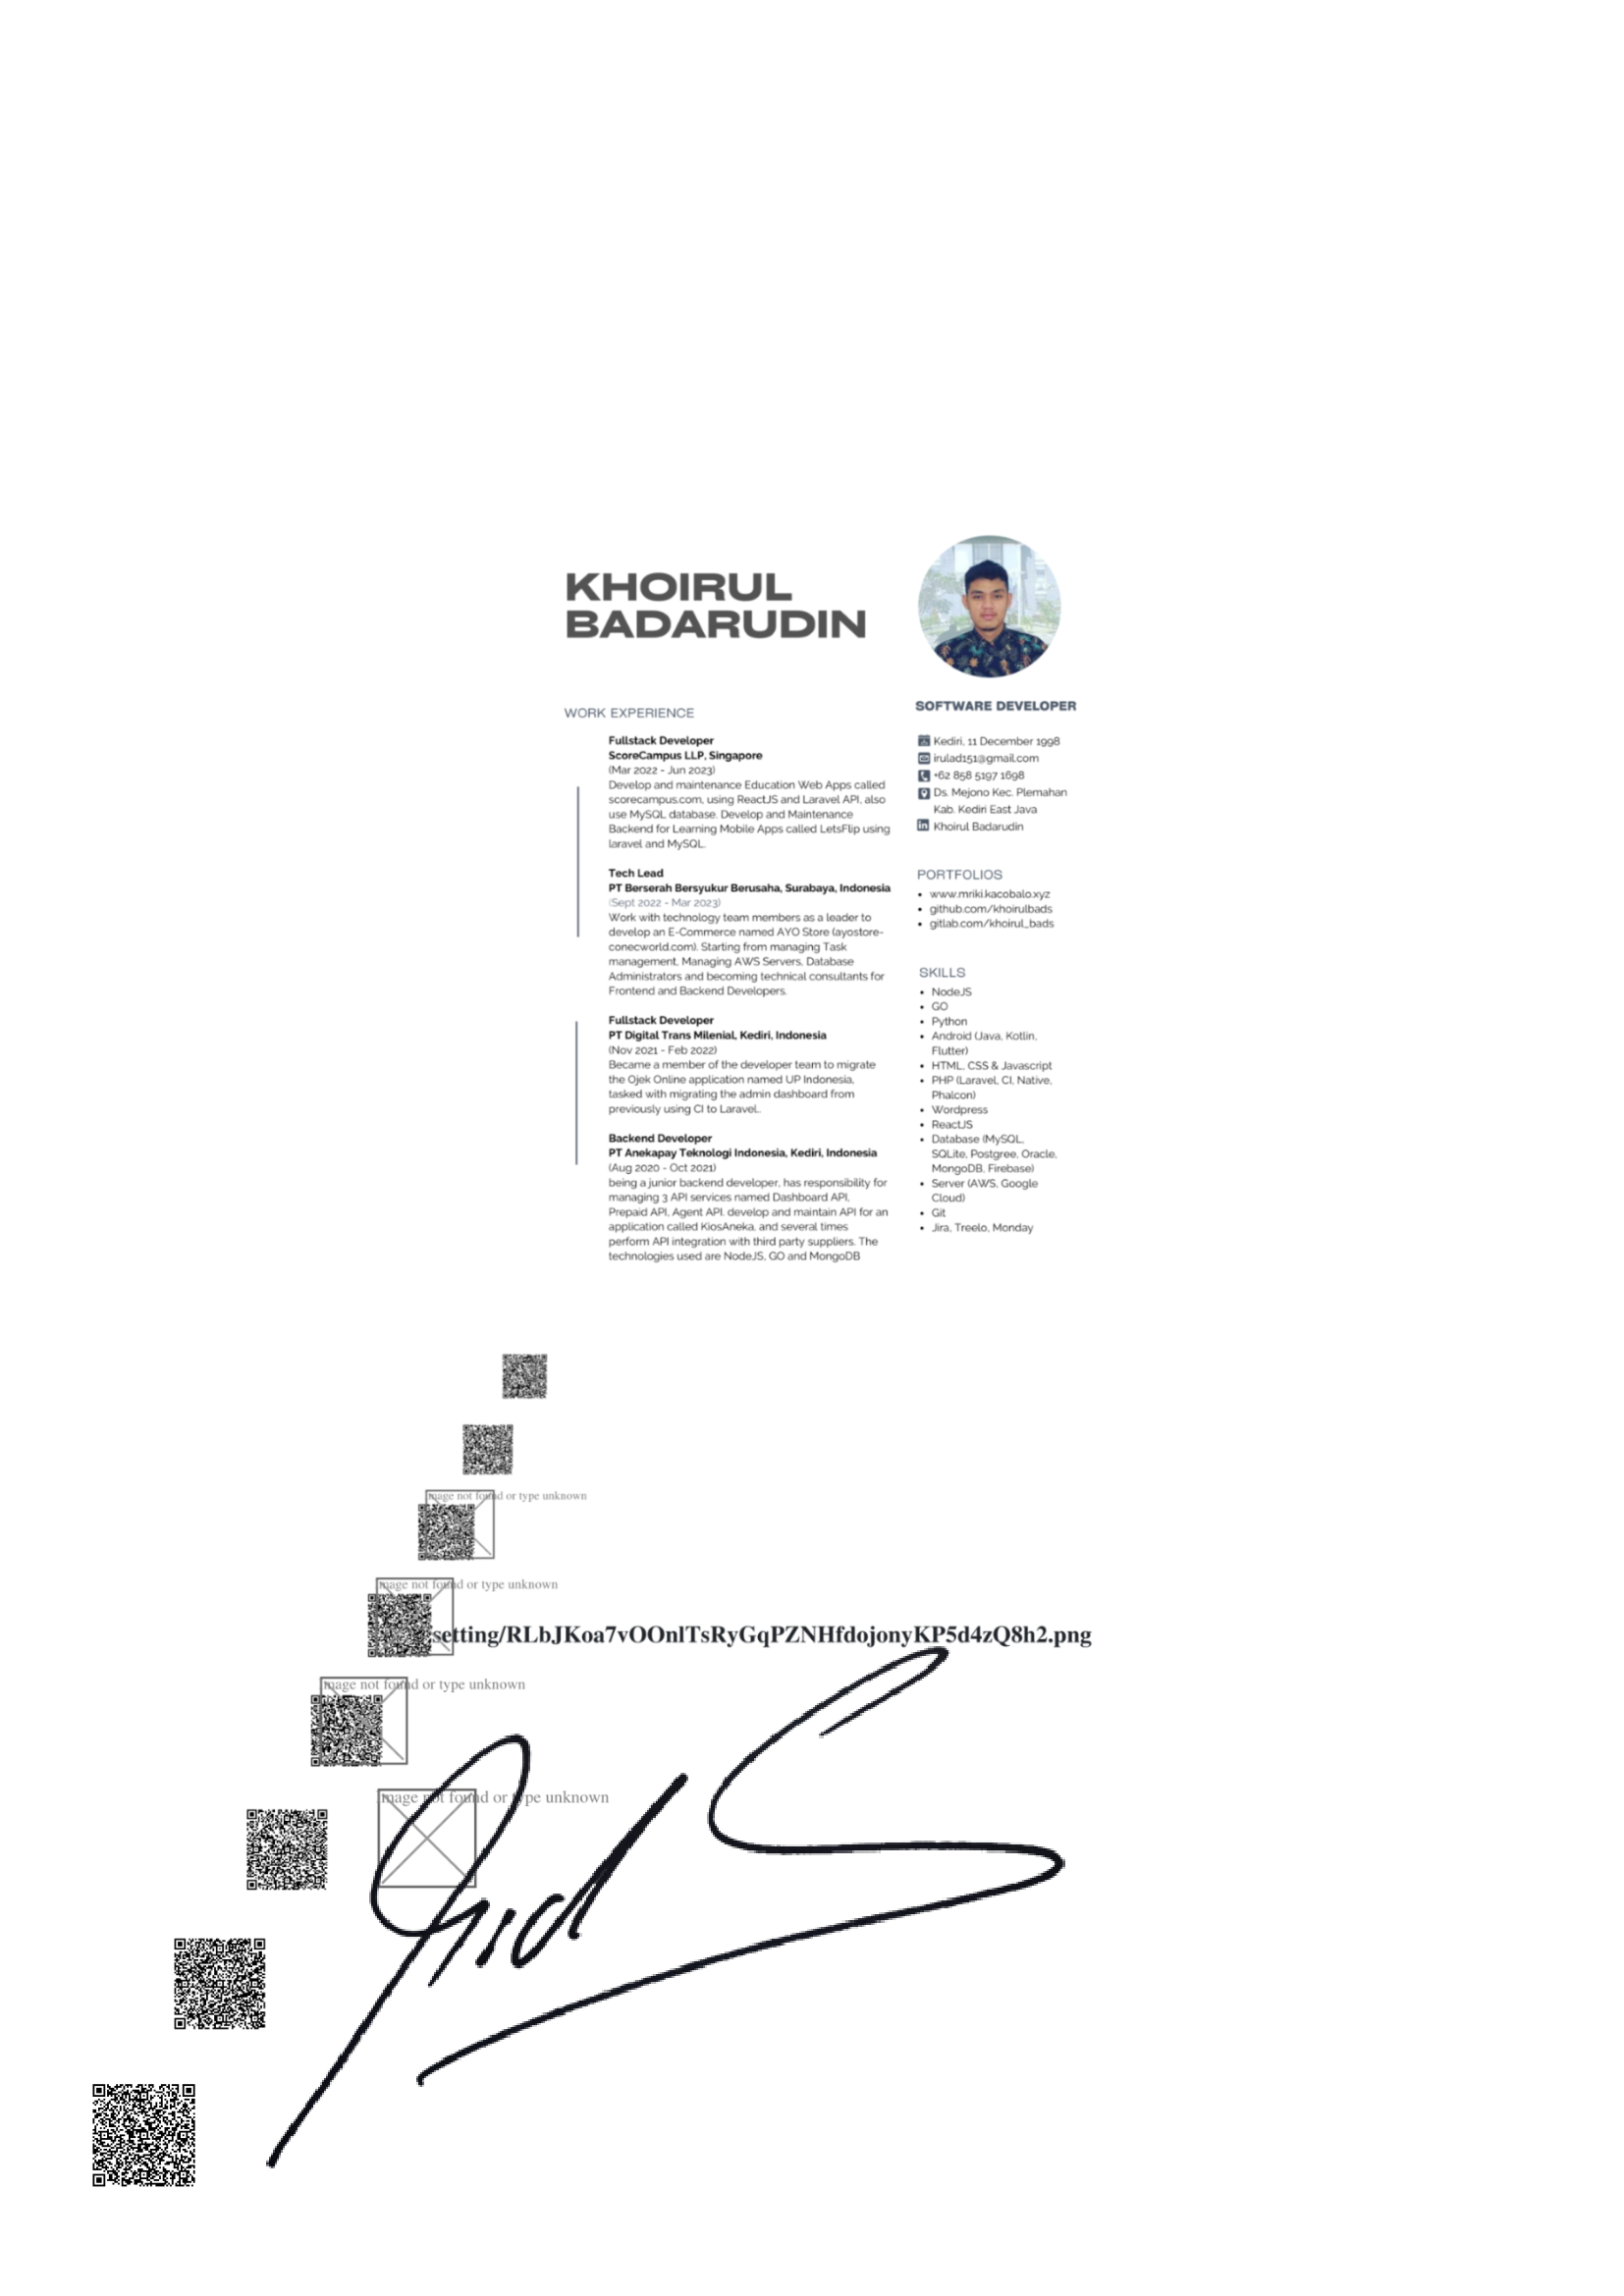 KHOIRUL
BADARUDIN
WORK EXPERIENCE
Fullstack Developer
ScoreCampus LLP, Singapore
(Mar 2022 - Jun 2023)
Develop and maintenance Education Web Apps called
scorecampus.com, using ReactJS and Laravel API, also
use MySQL database. Develop and Maintenance
Backend for Learning Mobile Apps called LetsFlip using
laravel and MySQL.
Tech Lead
PT Berserah Bersyukur Berusaha, Surabaya, Indonesia
(Sept 2022 - Mar 2023)
Work with technology team members as a leader to
develop an E-Commerce named AYO Store (ayostore-
conecworld.com). Starting from managing Task
management, Managing AWS Servers, Database
Administrators and becoming technical consultants for
Frontend and Backend Developers.
Fullstack Developer
PT Digital Trans Milenial, Kediri, Indonesia
(Nov 2021 - Feb 2022)
Became a member of the developer team to migrate
the Ojek Online application named UP Indonesia,
tasked with migrating the admin dashboard from
previously using CI to Laravel..
Backend Developer
PT Anekapay Teknologi Indonesia, Kediri, Indonesia
(Aug 2020 - Oct 2021)
being a junior backend developer, has responsibility for
managing 3 API services named Dashboard API,
Prepaid API, Agent API. develop and maintain API for an
application called KiosAneka, and several times
perform API integration with third party suppliers. The
technologies used are NodeJS, GO and MongoDB
SOFTWARE DEVELOPER
Kediri, 11 December 1998
irulad151@gmail.com
+62 858 5197 1698
Ds. Mejono Kec. Plemahan
Kab. Kediri East Java
Khoirul Badarudin
PORTFOLIOS
• www.mriki.kacobalo.xyz
• github.com/khoirulbads
• gitlab.com/khoirul_bads
SKILLS
• NodeJS
• GO
• Python
• Android (Java, Kotlin,
Flutter)
• HTML, CSS & Javascript
• PHP (Laravel, CI, Native,
Phalcon)
• Wordpress
• ReactJS
• Database (MySQL,
SQLite, Postgree, Oracle,
MongoDB, Firebase)
• Server (AWS, Google
Cloud)
• Git
• Jira, Treelo, Monday
mage not found or type unknown
mage not found or type unknown
setting/RLbJKoa7vOOnlTsRyGqPZNHfdojonyKP5d4zQ8h2.png
mage not found or type unknown
mage not found or type unknown